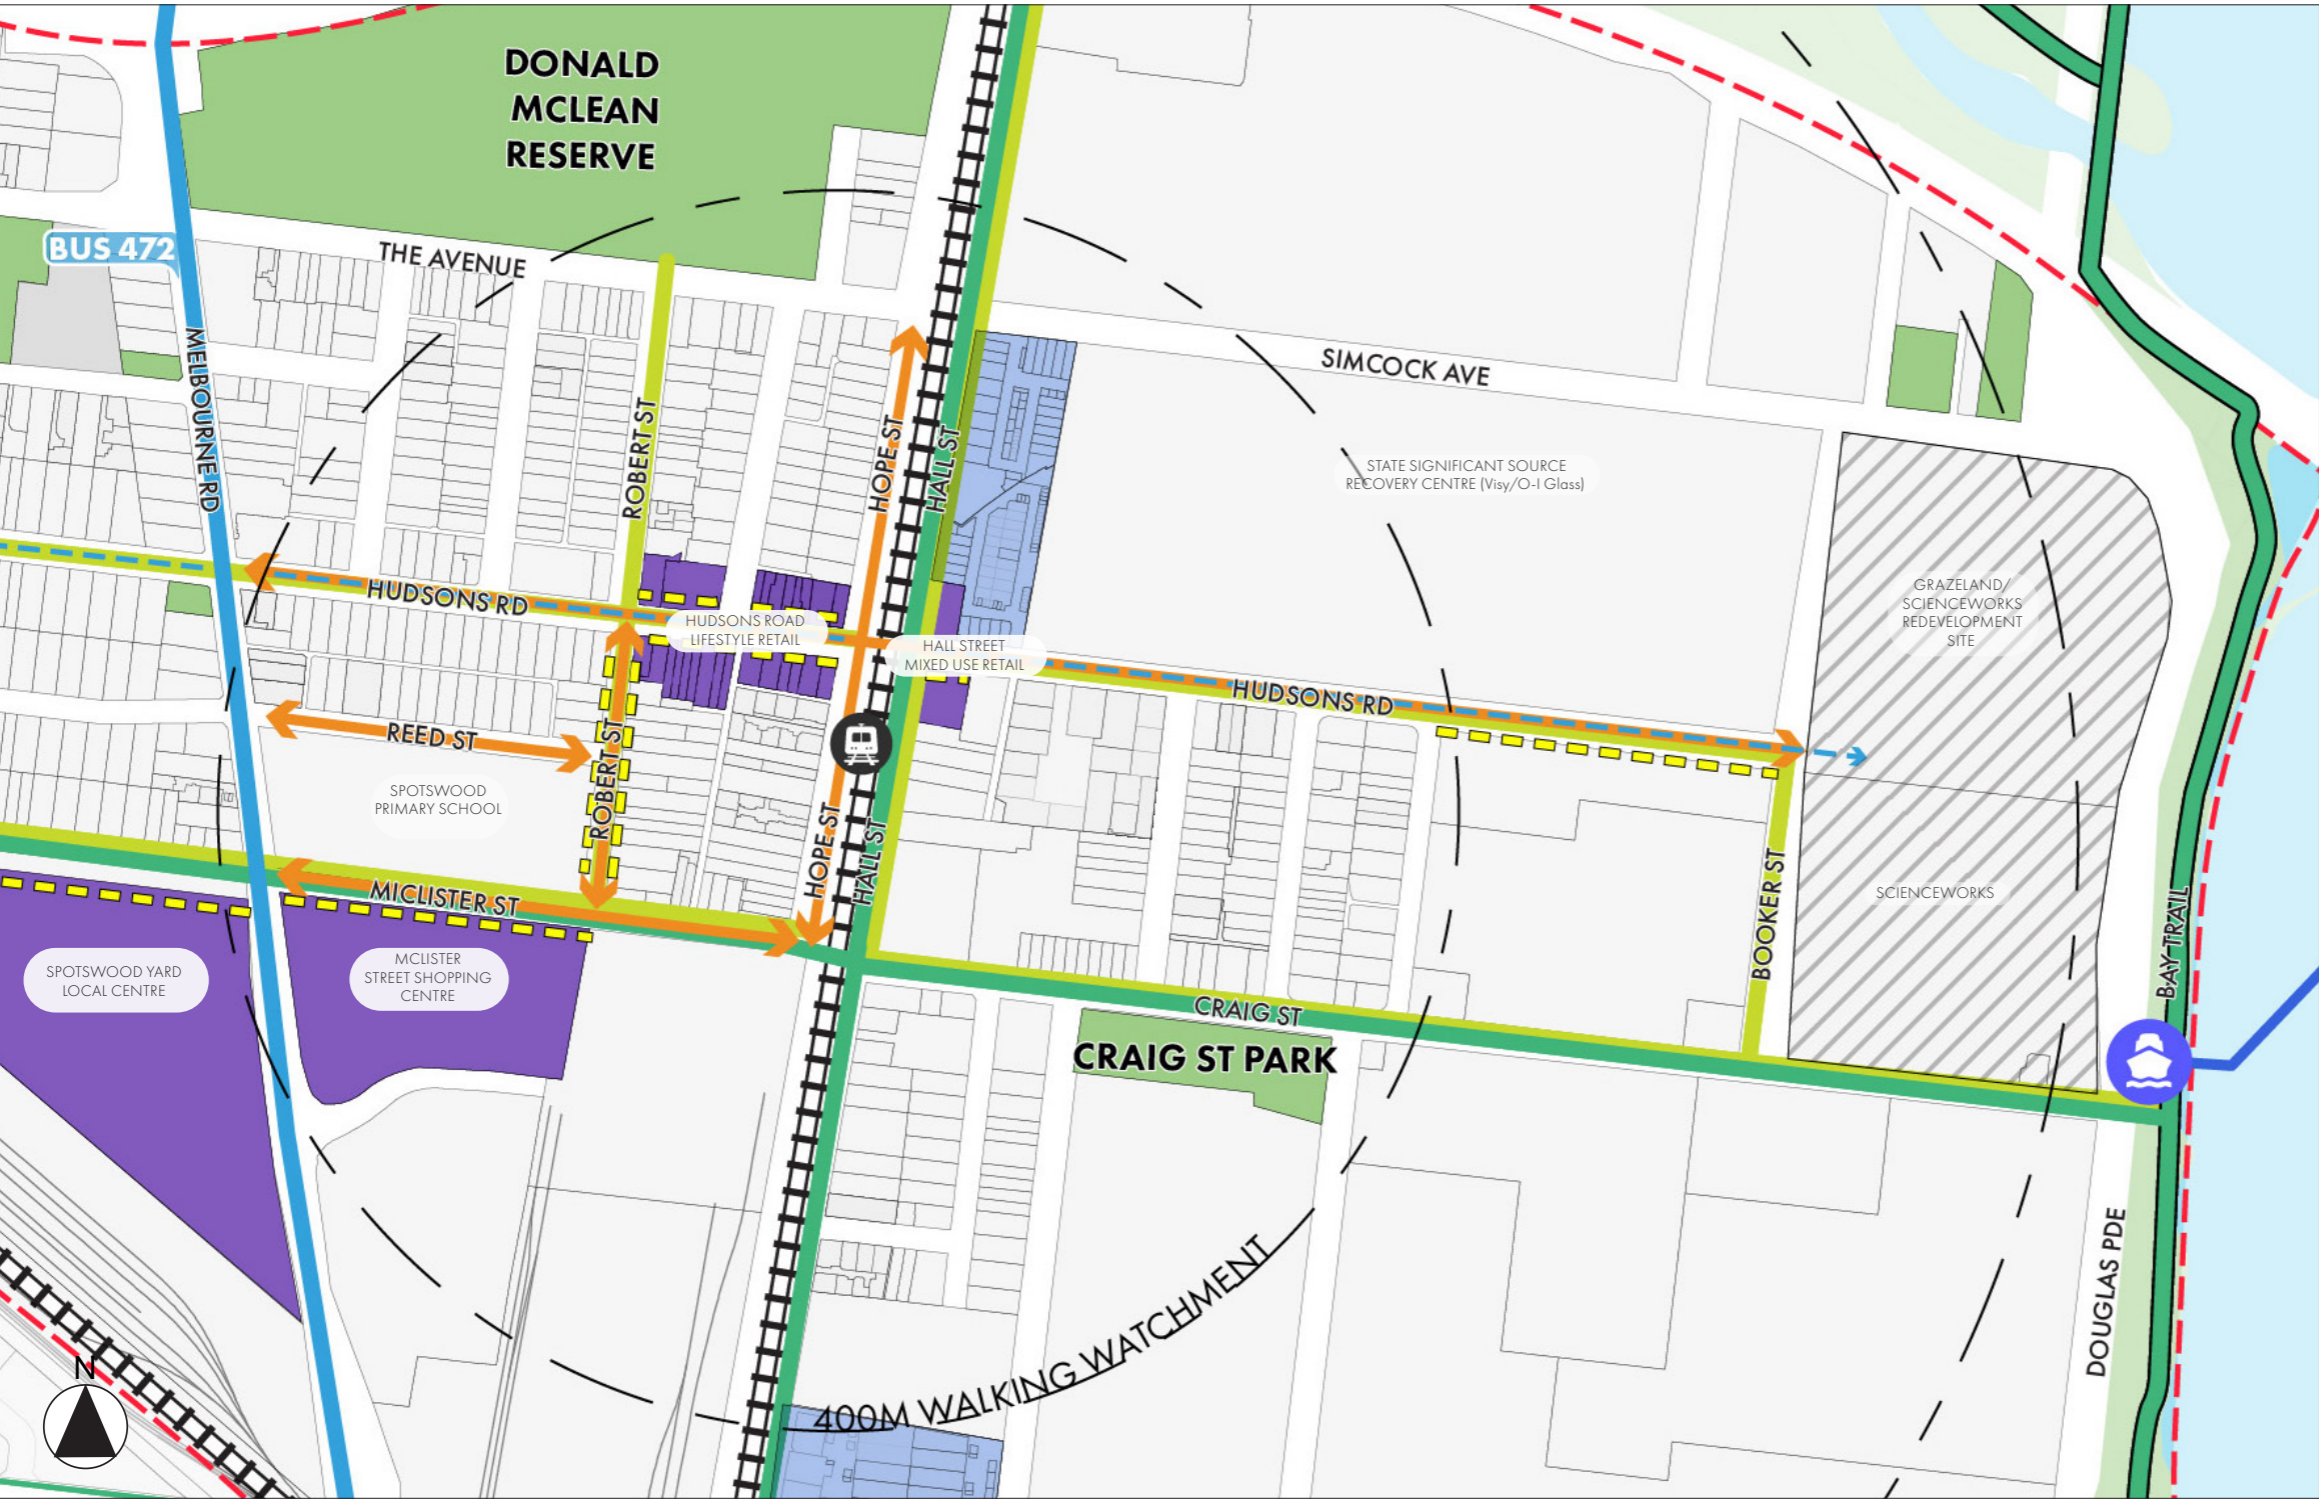 DONALD
MCLEAN
RESERVE
BUS 472
THE AVENUE
MELBOURNE RD
ROBERT ST
HOPE ST
HALL ST
SIMCOCK AVE
STATE SIGNIFICANT SOURCE
RECOVERY CENTRE (Visy/O-I Glass)
HUDSONS RD
HUDSONS ROAD
LIFESTYLE RETAIL
HALL STREET
MIXED USE RETAIL
HUDSONS RD
GRAZELAND/
SCIENCEWORKS
REDEVELOPMENT
SITE
REED ST
ROBERT ST
SPOTSWOOD
PRIMARY SCHOOL
HOPE ST
HALL ST
MICLISTER ST
BOOKER ST
SCIENCEWORKS
BAY TRAIL
SPOTSWOOD YARD
LOCAL CENTRE
MCLISTER
STREET SHOPPING
CENTRE
CRAIG ST
CRAIG ST PARK
DOUGLAS PDE
400M WALKING WATCHMENT
N